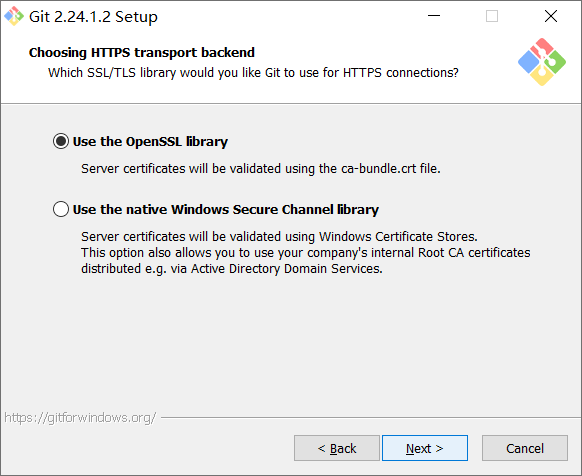 Git 2.24.1.2 Setup
Choosing HTTPS transport backend
Which SSL/TLS library would you like Git to use for HTTPS connections?
Use the OpenSSL library
Server certificates will be validated using the ca-bundle.crt file.
Use the native Windows Secure Channel library
Server certificates will be validated using Windows Certificate Stores.
This option also allows you to use your company's internal Root CA certificates
distributed e.g. via Active Directory Domain Services.
https://gitforwindows.org/
< Back Next > Cancel